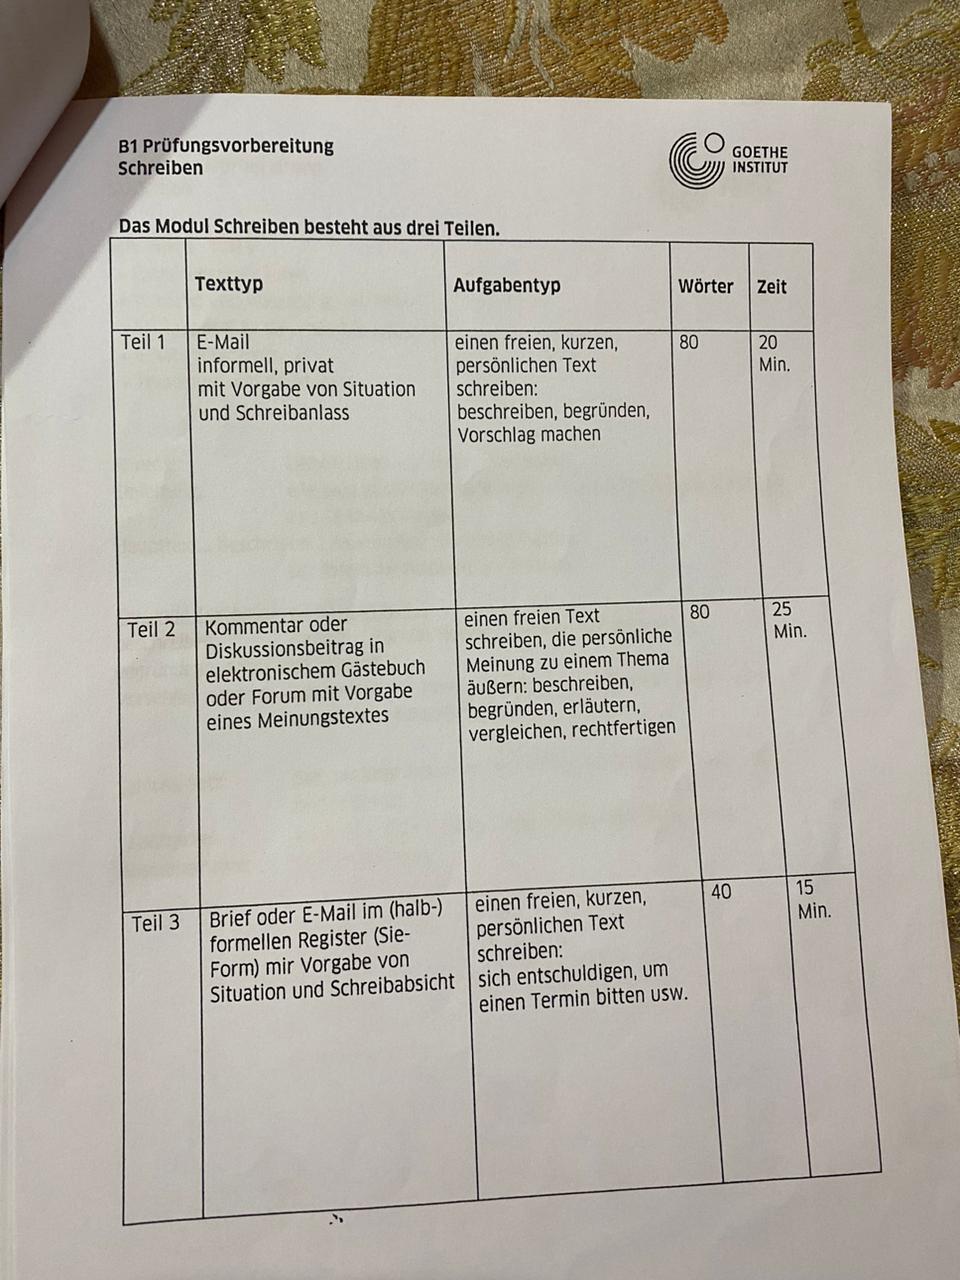 B1 Prüfungsvorbereitung
Schreiben
GOETHE
INSTITUT
Das Modul Schreiben besteht aus drei Teilen.
Texttyp
Aufgabentyp
Wörter
Zeit
Teil 1
E-Mail
informell, privat
mit Vorgabe von Situation
und Schreibanlass
einen freien, kurzen,
persönlichen Text
schreiben:
beschreiben, begründen,
Vorschlag machen
80
20
Min.
Teil 2
Kommentar oder
Diskussionsbeitrag in
elektronischem Gästebuch
oder Forum mit Vorgabe
eines Meinungstextes
einen freien Text
schreiben, die persönliche
Meinung zu einem Thema
äußern: beschreiben,
begründen, erläutern,
vergleichen, rechtfertigen
80
25
Min.
Teil 3
Brief oder E-Mail im (halb-)
formellen Register (Sie-
Form) mir Vorgabe von
Situation und Schreibabsicht
einen freien, kurzen,
persönlichen Text
schreiben:
sich entschuldigen, um
einen Termin bitten usw.
40
15
Min.